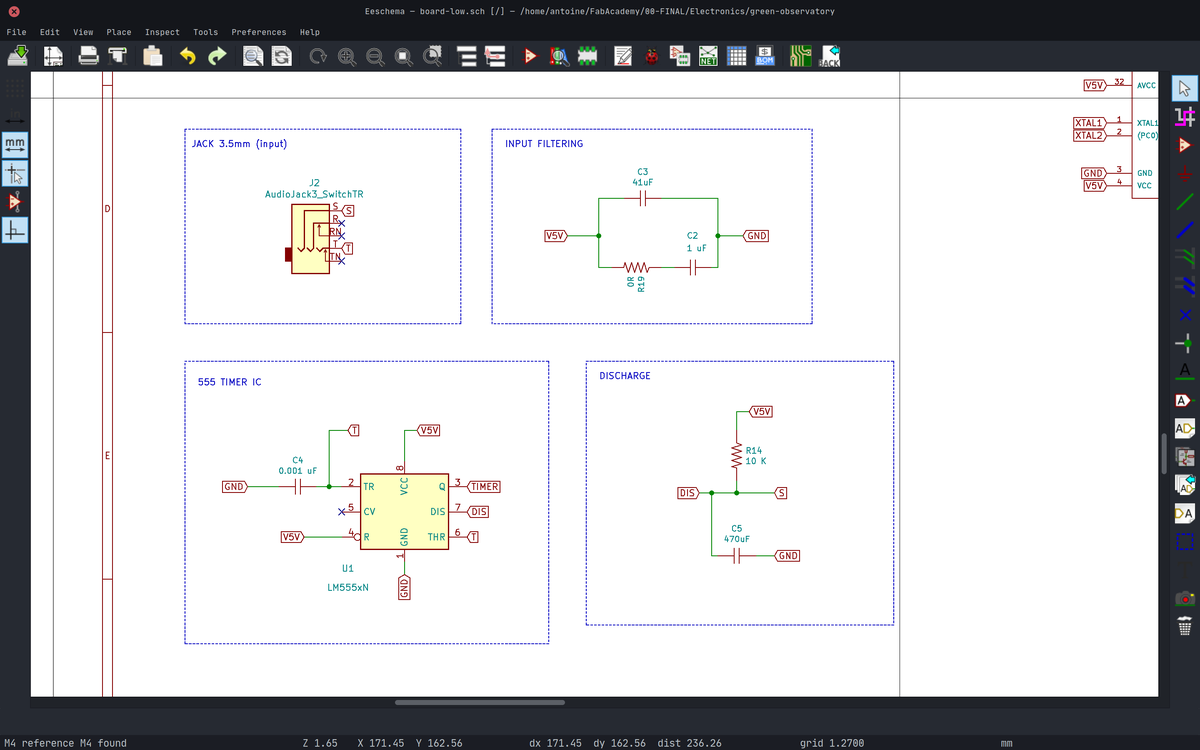 Eeschema — board-low.sch [/] — /home/antoine/FabAcademy/00-FINAL/Electronics/green-observatory
File Edit View Place Inspect Tools Preferences Help
NET
$ BOM
BACK
mm
D
E
JACK 3.5mm (input)
J2
AudioJack3_SwitchTR
S S
R
RN
T T
TN
INPUT FILTERING
C3
41uF
V5V
C2
1 uF
GND
0R
R19
V5V 32 AVCC
XTAL1 1 XTAL1
XTAL2 2 (PC0)
GND 3 GND
V5V 4 VCC
555 TIMER IC
T
V5V
C4
0.001 uF
GND
2 TR
8
VCC
Q 3 TIMER
5 CV
DIS 7 DIS
V5V
4 R
GND
THR 6 T
1
GND
U1
LM555xN
DISCHARGE
V5V
R14
10 K
DIS
S
C5
470uF
GND
A
A
AD
AD
DA
M4 reference M4 found Z 1.65 X 171.45 Y 162.56 dx 171.45 dy 162.56 dist 236.26 grid 1.2700 mm